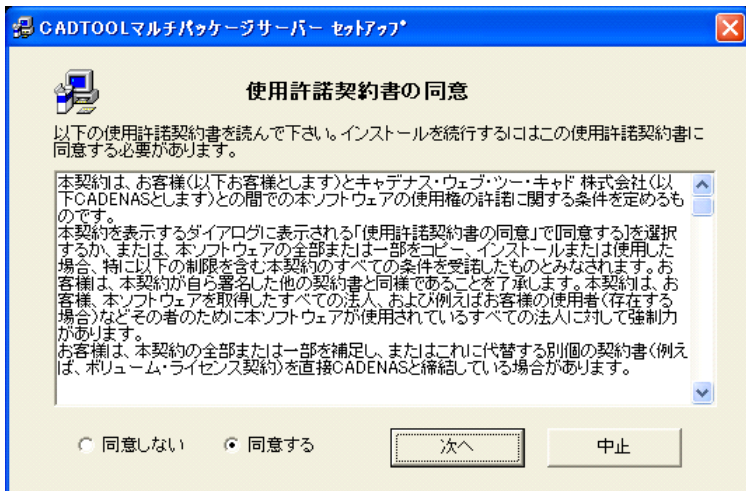 CADTOOLマルチパッケージサーバー ｾｯﾄｱｯﾌﾟ
使用許諾契約書の同意
以下の使用許諾契約書を読んで下さい。インストールを続行するにはこの使用許諾契約書に
同意する必要があります。
本契約は、お客様(以下お客様とします)とキャデナス・ウェブ・ツー・キャド 株式会社(以
下CADENASとします)との間での本ソフトウェアの使用権の許諾に関する条件を定めるも
のです。
本契約を表示するダイアログに表示される「使用許諾契約書の同意」で[同意する]を選択
するか、または、本ソフトウェアの全部または一部をコピー、インストールまたは使用した
場合、特に以下の制限を含む本契約のすべての条件を受諾したものとみなされます。お
客様は、本契約が自ら署名した他の契約書と同様であることを了承します。本契約は、お
客様、本ソフトウェアを取得したすべての法人、および例えばお客様の使用者(存在する
場合)などその者のために本ソフトウェアが使用されているすべての法人に対して強制力
があります。
お客様は、本契約の全部または一部を補足し、またはこれに代替する別個の契約書(例え
ば、ボリューム・ライセンス契約)を直接CADENASと締結している場合があります。
同意しない 同意する 次へ 中止